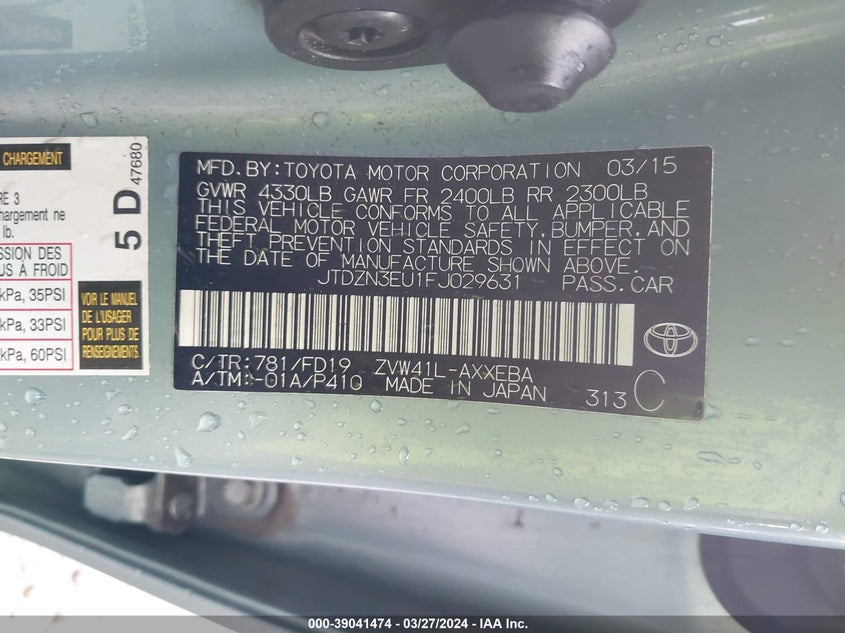 CHARGEMENT
RE 3
hargement ne
lb.
SSION DES
US À FROID
kPa, 35PSI
kPa, 33PSI
kPa, 60PSI
5 D 47680
VOIR LE MANUEL
DE L'USAGER
POUR PLUS DE
RENSEIGNEMENTS
MFD. BY: TOYOTA MOTOR CORPORATION 03/15
GVWR 4330LB GAWR FR 2400LB RR 2300LB
THIS VEHICLE CONFORMS TO ALL APPLICABLE
FEDERAL MOTOR VEHICLE SAFETY, BUMPER, AND
THEFT PREVENTION STANDARDS IN EFFECT ON
THE DATE OF MANUFACTURE SHOWN ABOVE.
JTDZN3EU1FJ029631 PASS. CAR
C/TR: 781/FD19 ZVW41L-AXXEBA
A/TM: -01A/P410 MADE IN JAPAN 313 C
000-39041474 — 03/27/2024 — IAA Inc.